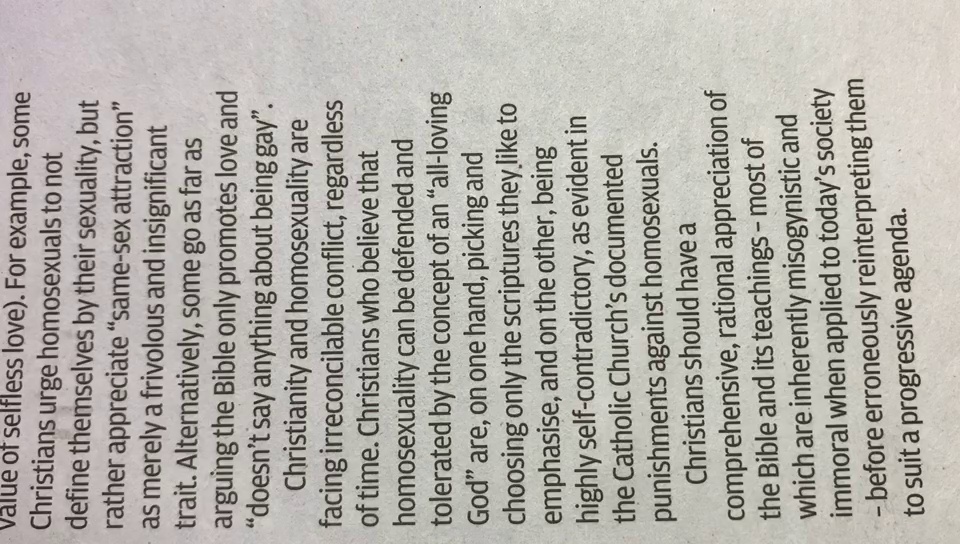 value of selfless love). For example, some
Christians urge homosexuals to not
define themselves by their sexuality, but
rather appreciate “same-sex attraction”
as merely a frivolous and insignificant
trait. Alternatively, some go as far as
arguing the Bible only promotes love and
“doesn’t say anything about being gay”.
Christianity and homosexuality are
facing irreconcilable conflict, regardless
of time. Christians who believe that
homosexuality can be defended and
tolerated by the concept of an “all-loving
God” are, on one hand, picking and
choosing only the scriptures they like to
emphasise, and on the other, being
highly self-contradictory, as evident in
the Catholic Church’s documented
punishments against homosexuals.
Christians should have a
comprehensive, rational appreciation of
the Bible and its teachings – most of
which are inherently misogynistic and
immoral when applied to today’s society
– before erroneously reinterpreting them
to suit a progressive agenda.